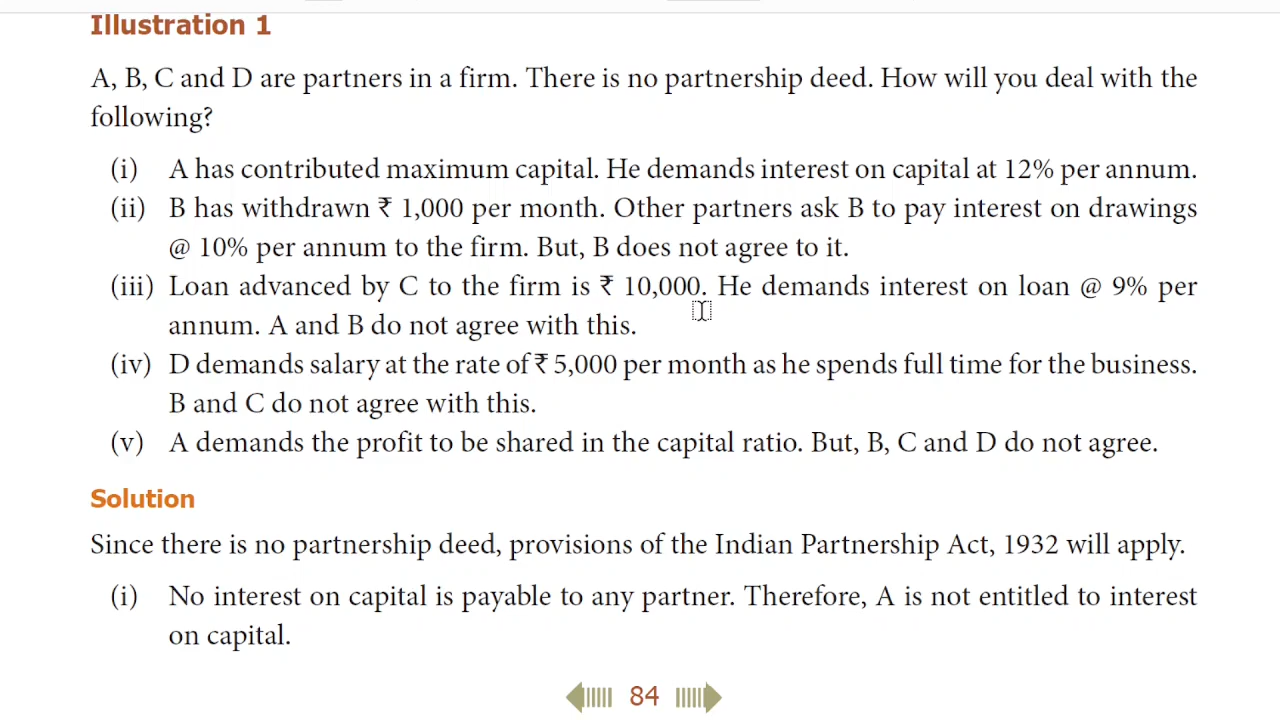 Illustration 1
A, B, C and D are partners in a firm. There is no partnership deed. How will you deal with the
following?
(i) A has contributed maximum capital. He demands interest on capital at 12% per annum.
(ii) B has withdrawn ₹ 1,000 per month. Other partners ask B to pay interest on drawings
@ 10% per annum to the firm. But, B does not agree to it.
(iii) Loan advanced by C to the firm is ₹ 10,000. He demands interest on loan @ 9% per
annum. A and B do not agree with this.
(iv) D demands salary at the rate of ₹ 5,000 per month as he spends full time for the business.
B and C do not agree with this.
(v) A demands the profit to be shared in the capital ratio. But, B, C and D do not agree.
Solution
Since there is no partnership deed, provisions of the Indian Partnership Act, 1932 will apply.
(i) No interest on capital is payable to any partner. Therefore, A is not entitled to interest
on capital.
84